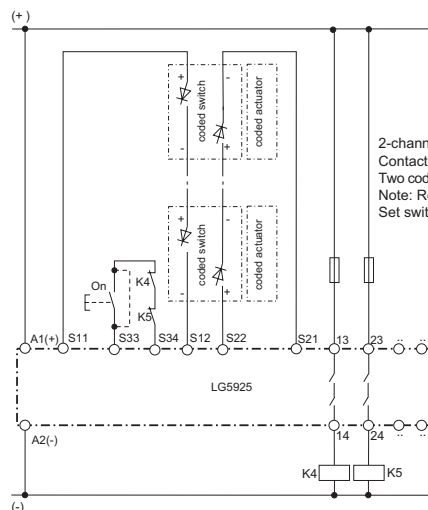 (+)
+
-
coded switch
coded actuator
-
+
2-chann
Contact
Two cod
Note: R
Set swit
+
-
coded switch
coded actuator
-
+
On
K4
K5
A1(+) S11 S33 S34 S12 S22 S21 13 23 .. ..
LG5925
A2(-) 14 24 .. ..
K4 K5
(-)